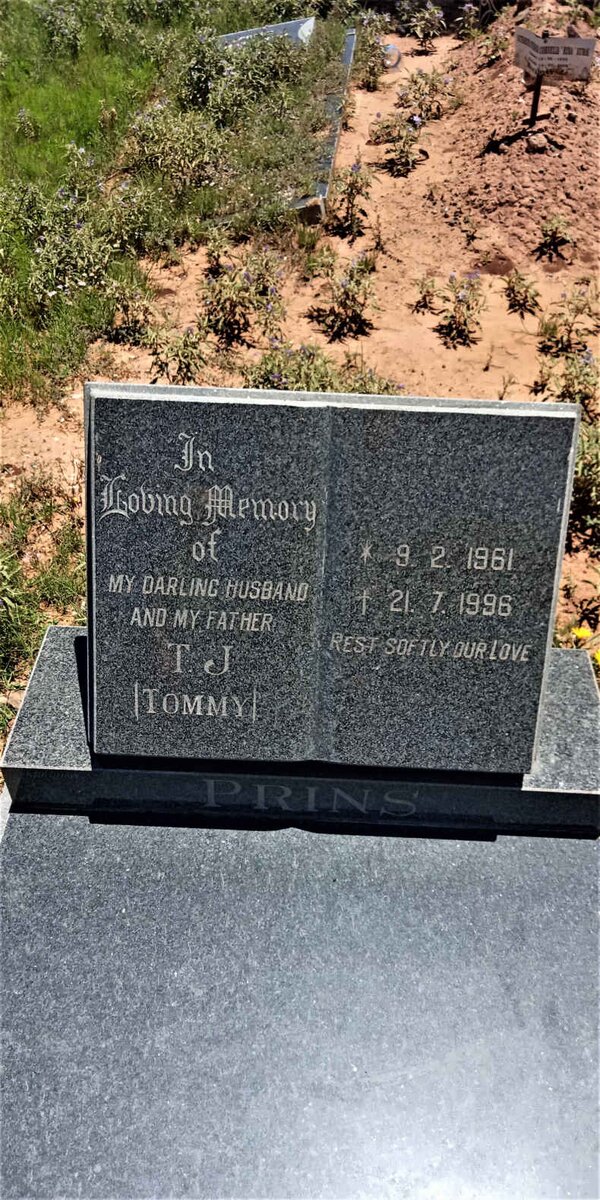 In
Loving Memory
of
MY DARLING HUSBAND
AND MY FATHER
T J
(TOMMY)
* 9. 2. 1961
† 21. 7. 1996
REST SOFTLY OUR LOVE
PRINS